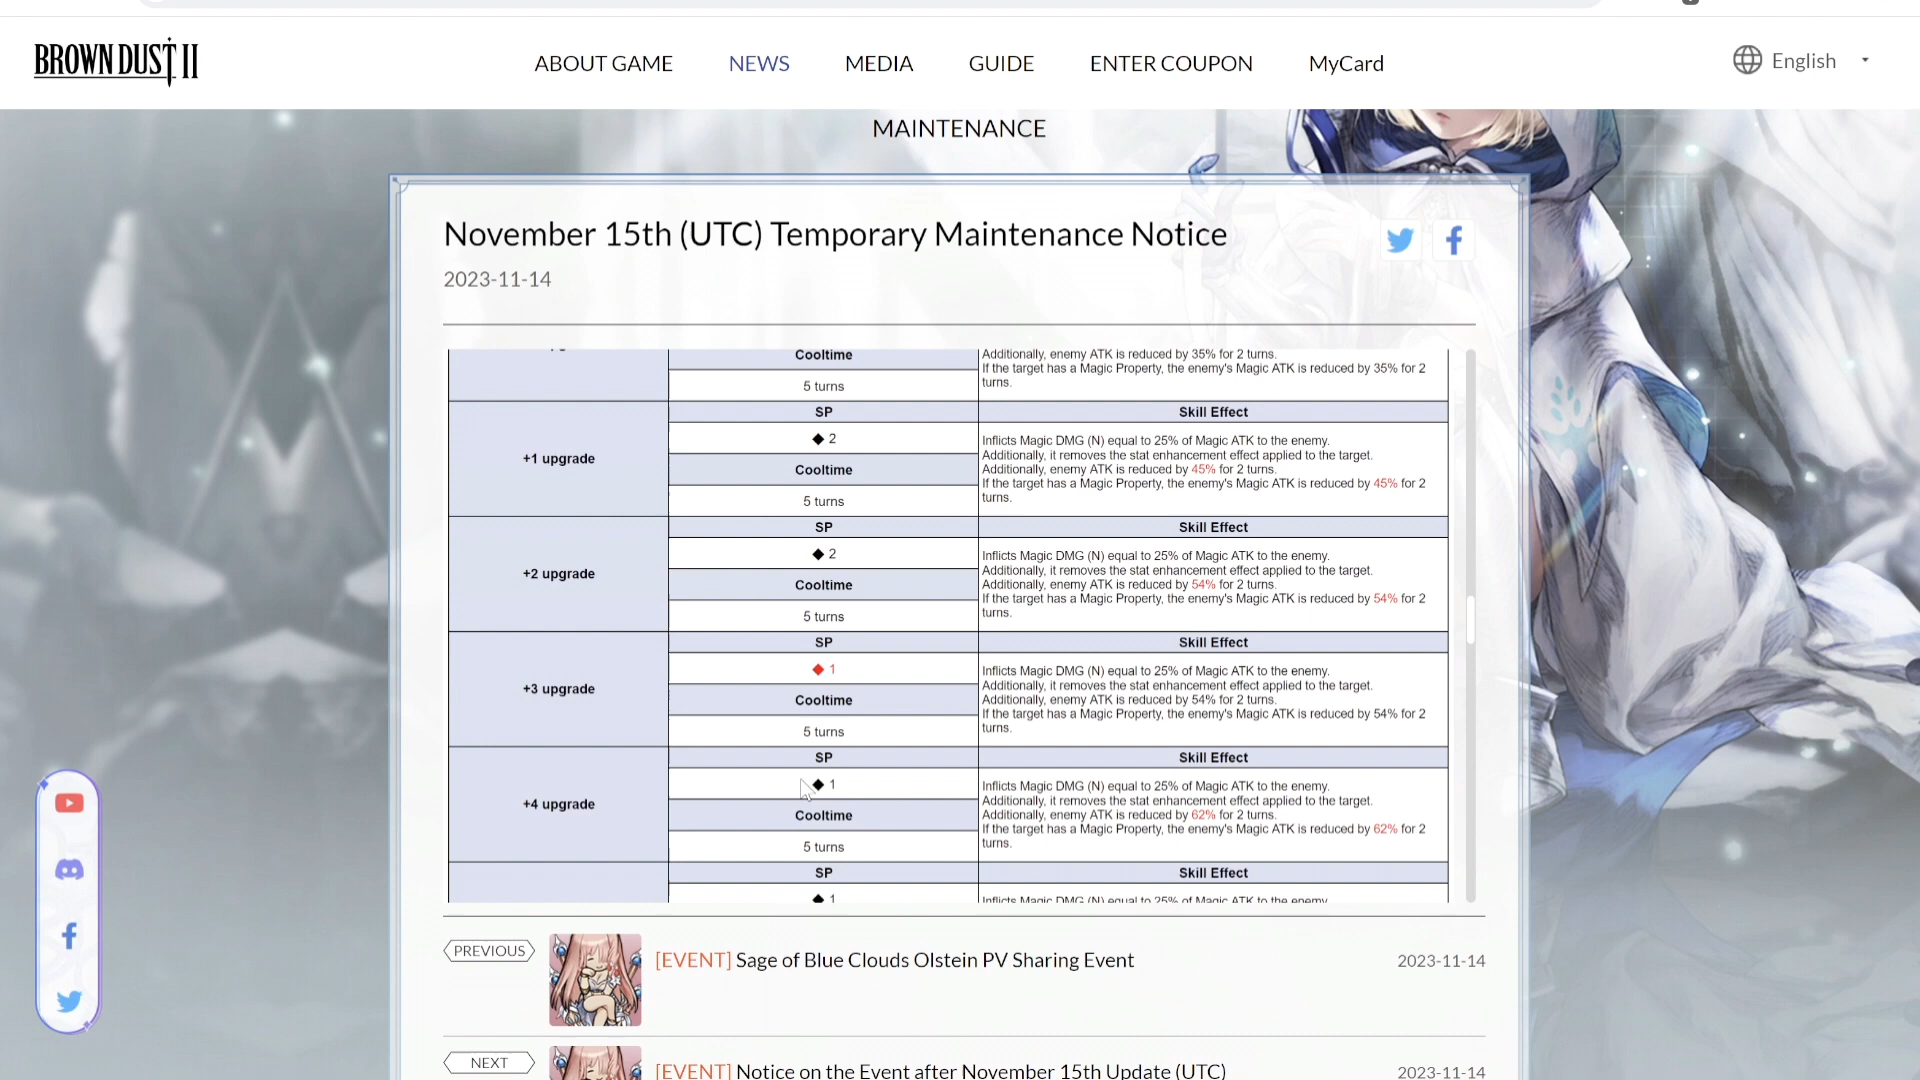 BROWN DUST II
ABOUT GAME
NEWS
MEDIA
GUIDE
ENTER COUPON
MyCard
English
MAINTENANCE
November 15th (UTC) Temporary Maintenance Notice
2023-11-14
Cooltime
5 turns
Additionally, enemy ATK is reduced by 35% for 2 turns.
If the target has a Magic Property, the enemy's Magic ATK is reduced by 35% for 2
turns.
+1 upgrade
SP
◆ 2
Cooltime
5 turns
Skill Effect
Inflicts Magic DMG (N) equal to 25% of Magic ATK to the enemy.
Additionally, it removes the stat enhancement effect applied to the target.
Additionally, enemy ATK is reduced by 45% for 2 turns.
If the target has a Magic Property, the enemy's Magic ATK is reduced by 45% for 2
turns.
+2 upgrade
SP
◆ 2
Cooltime
5 turns
Skill Effect
Inflicts Magic DMG (N) equal to 25% of Magic ATK to the enemy.
Additionally, it removes the stat enhancement effect applied to the target.
Additionally, enemy ATK is reduced by 54% for 2 turns.
If the target has a Magic Property, the enemy's Magic ATK is reduced by 54% for 2
turns.
+3 upgrade
SP
◆ 1
Cooltime
5 turns
Skill Effect
Inflicts Magic DMG (N) equal to 25% of Magic ATK to the enemy.
Additionally, it removes the stat enhancement effect applied to the target.
Additionally, enemy ATK is reduced by 54% for 2 turns.
If the target has a Magic Property, the enemy's Magic ATK is reduced by 54% for 2
turns.
+4 upgrade
SP
◆ 1
Cooltime
5 turns
Skill Effect
Inflicts Magic DMG (N) equal to 25% of Magic ATK to the enemy.
Additionally, it removes the stat enhancement effect applied to the target.
Additionally, enemy ATK is reduced by 62% for 2 turns.
If the target has a Magic Property, the enemy's Magic ATK is reduced by 62% for 2
turns.
SP
◆ 1
Skill Effect
Inflicts Magic DMG (N) equal to 25% of Magic ATK to the enemy.
PREVIOUS
[EVENT] Sage of Blue Clouds Olstein PV Sharing Event
2023-11-14
NEXT
[EVENT] Notice on the Event after November 15th Update (UTC)
2023-11-14